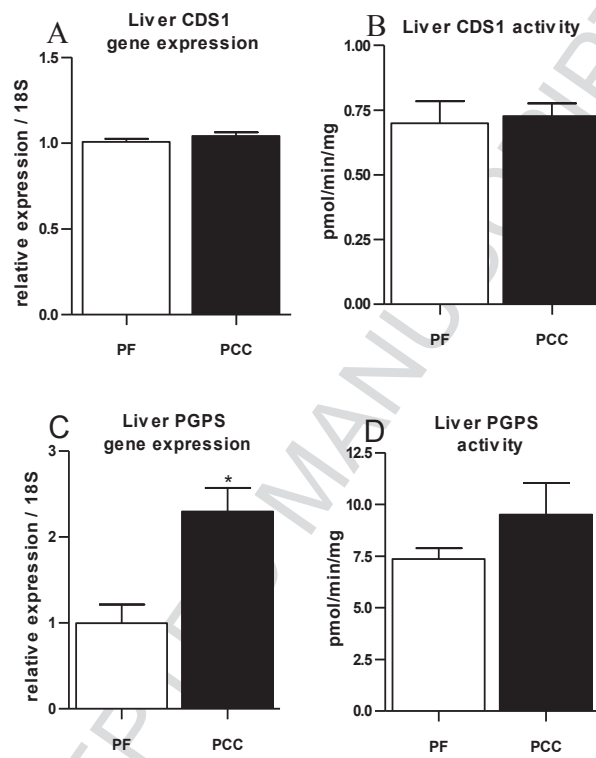 A
Liver CDS1
gene expression
relative expression / 18S
1.5
1.0
0.5
0.0
PF
PCC
B
Liver CDS1 activity
pmol/min/mg
1.00
0.75
0.50
0.25
0.00
PF
PCC
C
Liver PGPS
gene expression
relative expression / 18S
3
2
1
0
*
PF
PCC
D
Liver PGPS
activity
pmol/min/mg
12.5
10.0
7.5
5.0
2.5
0.0
PF
PCC